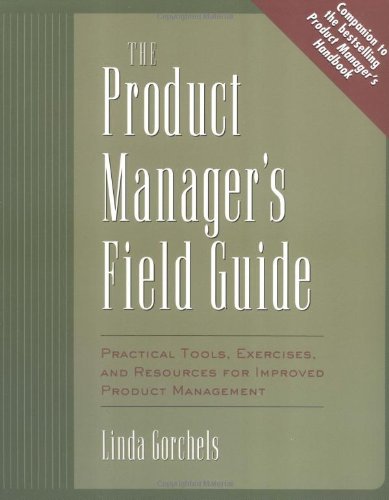 Companion to
the bestselling
Product Manager's
Handbook
THE
Product
Manager's
Field Guide
PRACTICAL TOOLS, EXERCISES,
AND RESOURCES FOR IMPROVED
PRODUCT MANAGEMENT
Linda Gorchels